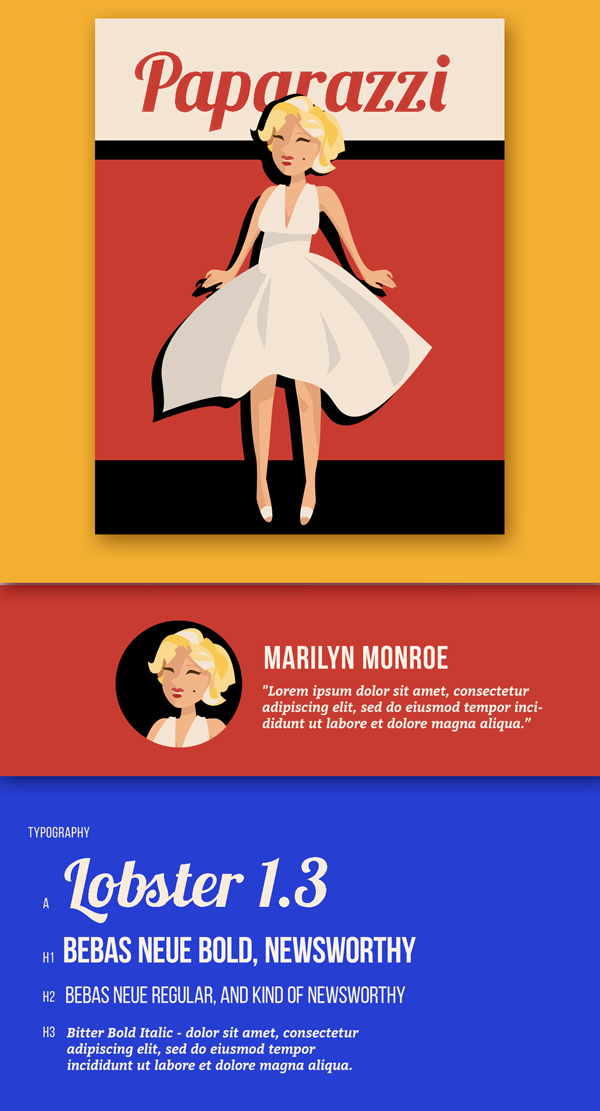 Paparazzi
MARILYN MONROE
"Lorem ipsum dolor sit amet, consectetur
adipiscing elit, sed do eiusmod tempor inci-
didunt ut labore et dolore magna aliqua.”
TYPOGRAPHY
A Lobster 1.3
H1 BEBAS NEUE BOLD, NEWSWORTHY
H2 BEBAS NEUE REGULAR, AND KIND OF NEWSWORTHY
H3 Bitter Bold Italic - dolor sit amet, consectetur
adipiscing elit, sed do eiusmod tempor
incididunt ut labore et dolore magna aliqua.